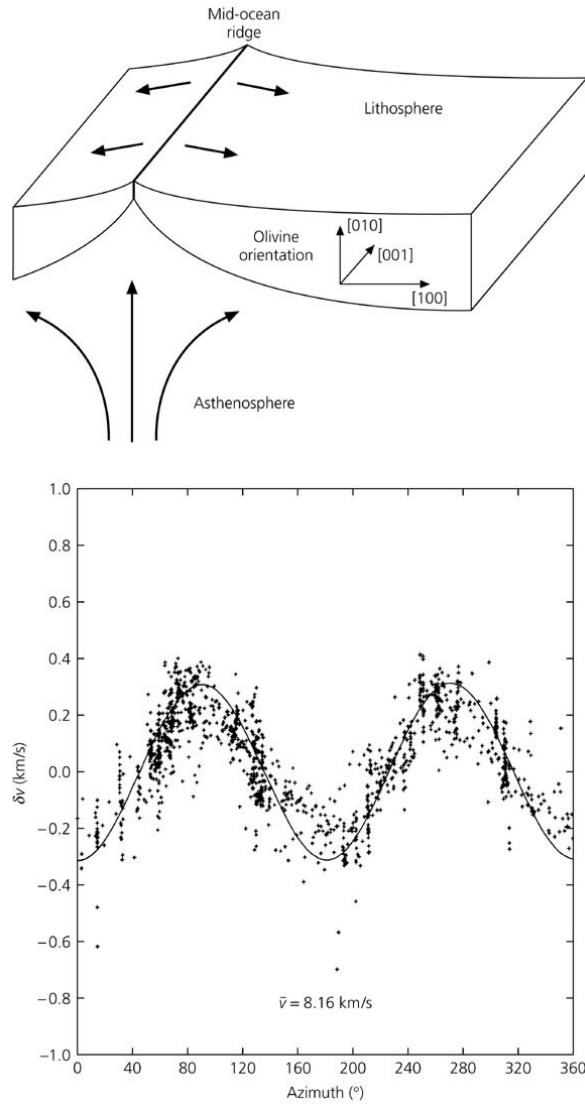 Mid-ocean
ridge
Lithosphere
Olivine
orientation
[010]
[001]
[100]
Asthenosphere
1.0
0.8
0.6
0.4
0.2
0.0
−0.2
−0.4
−0.6
−0.8
−1.0
δv (km/s)
v̄ = 8.16 km/s
0 40 80 120 160 200 240 280 320 360
Azimuth (°)